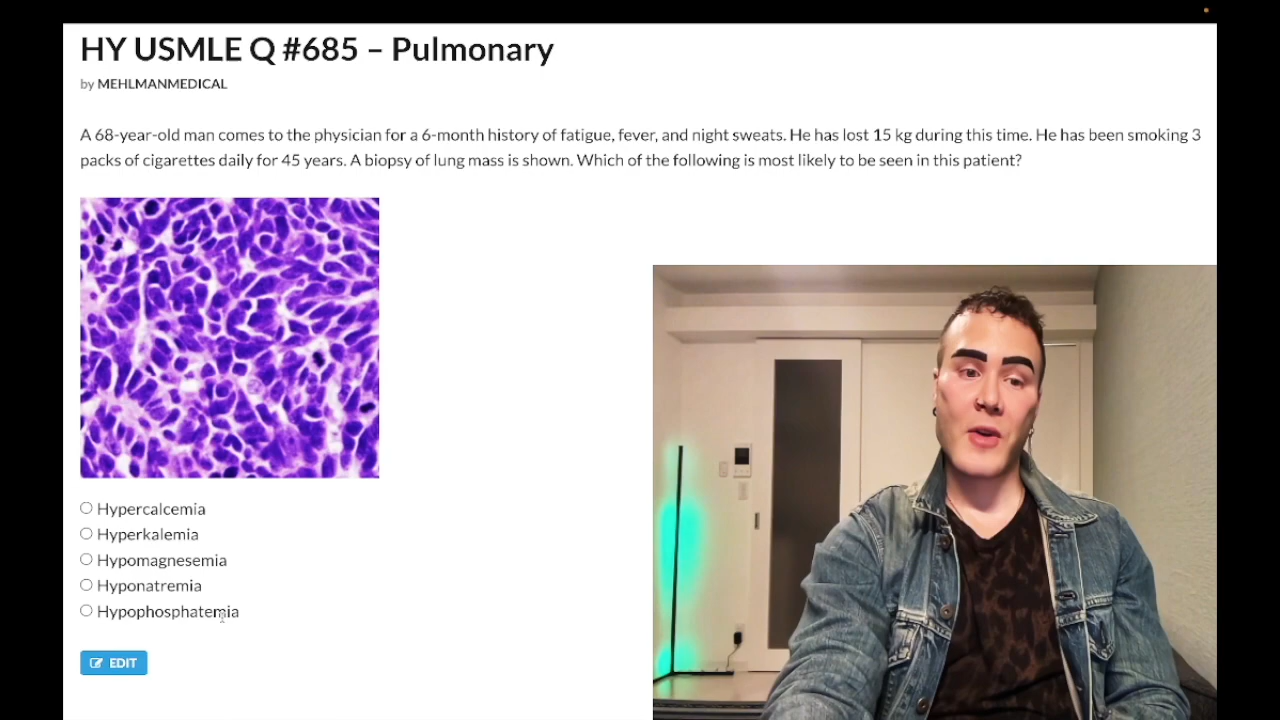 HY USMLE Q #685 – Pulmonary
by MEHLMANMEDICAL
A 68-year-old man comes to the physician for a 6-month history of fatigue, fever, and night sweats. He has lost 15 kg during this time. He has been smoking 3
packs of cigarettes daily for 45 years. A biopsy of lung mass is shown. Which of the following is most likely to be seen in this patient?
Hypercalcemia
Hyperkalemia
Hypomagnesemia
Hyponatremia
Hypophosphatemia
EDIT